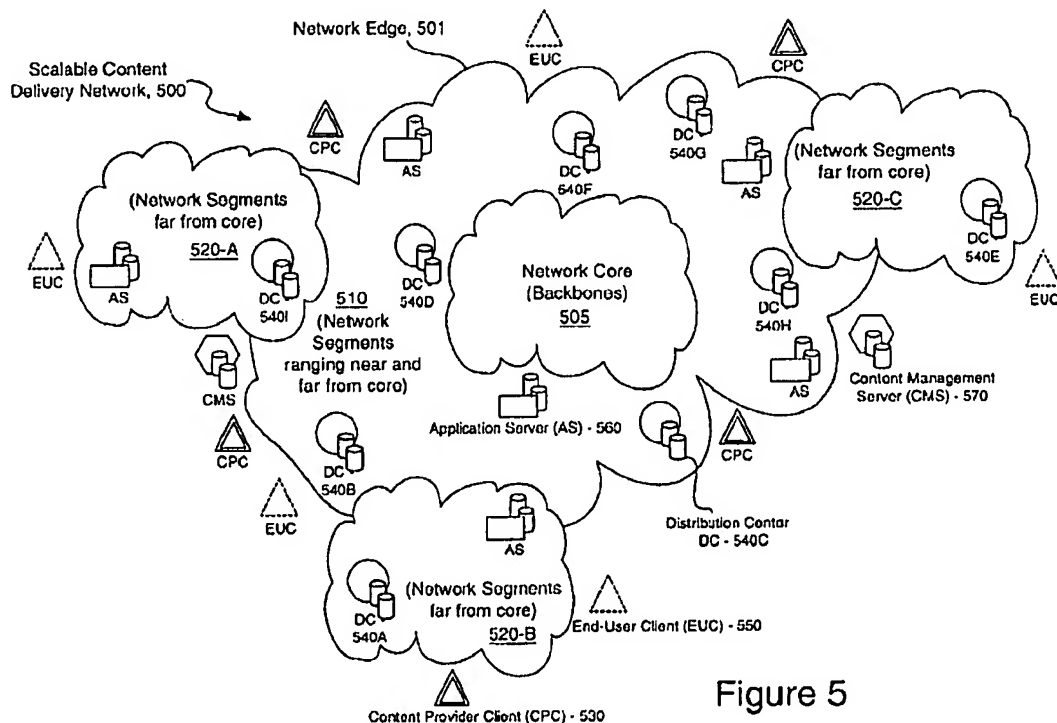 Network Edge, 501
EUC
CPC
Scalable Content
Delivery Network, 500
CPC
AS
DC
540F
DC
540G
AS
(Network Segments
far from core)
520-C
DC
540E
EUC
(Network Segments
far from core)
520-A
EUC
AS
DC
540I
DC
540D
510
(Network
Segments
ranging near and
far from core)
Network Core
(Backbones)
505
DC
540H
AS
Content Management
Server (CMS) - 570
CMS
CPC
Application Server (AS) - 560
CPC
DC
540B
EUC
Distribution Center
DC - 540C
AS
(Network Segments
far from core)
520-B
DC
540A
End-User Client (EUC) - 550
Content Provider Client (CPC) - 530
Figure 5